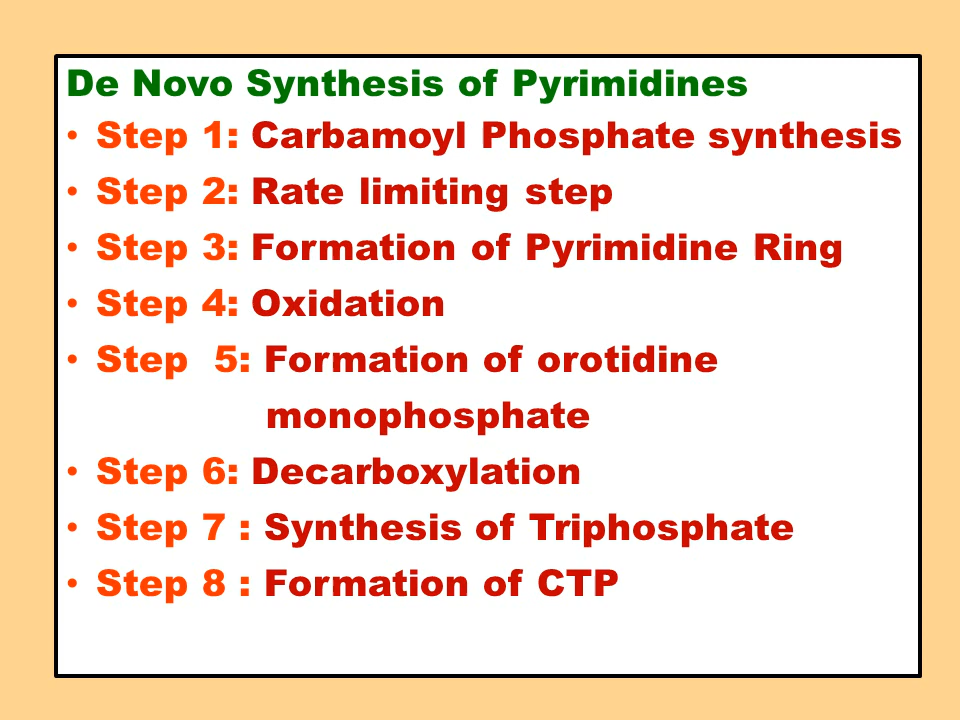 De Novo Synthesis of Pyrimidines
• Step 1: Carbamoyl Phosphate synthesis
• Step 2: Rate limiting step
• Step 3: Formation of Pyrimidine Ring
• Step 4: Oxidation
• Step  5: Formation of orotidine
monophosphate
• Step 6: Decarboxylation
• Step 7 : Synthesis of Triphosphate
• Step 8 : Formation of CTP